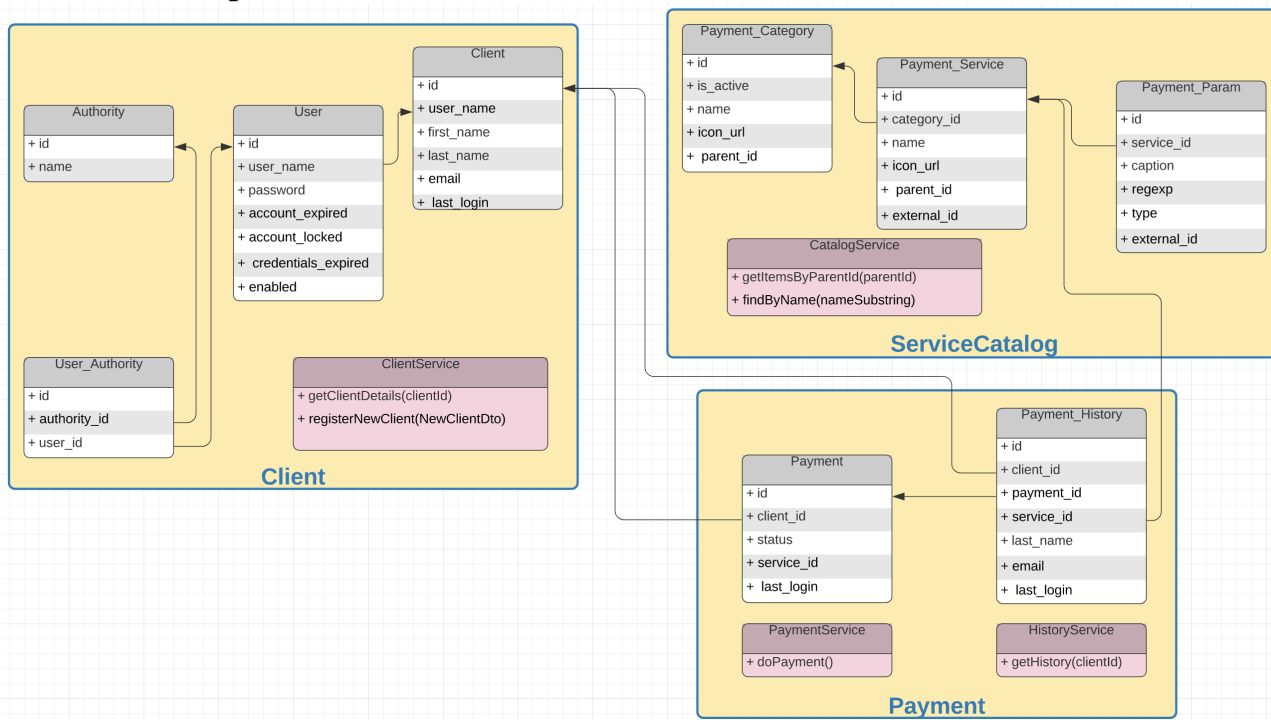 Authority
+ id
+ name
User
+ id
+ user_name
+ password
+ account_expired
+ account_locked
+ credentials_expired
+ enabled
Client
+ id
+ user_name
+ first_name
+ last_name
+ email
+ last_login
User_Authority
+ id
+ authority_id
+ user_id
ClientService
+ getClientDetails(clientId)
+ registerNewClient(NewClientDto)
Client
Payment_Category
+ id
+ is_active
+ name
+ icon_url
+ parent_id
Payment_Service
+ id
+ category_id
+ name
+ icon_url
+ parent_id
+ external_id
Payment_Param
+ id
+ service_id
+ caption
+ regexp
+ type
+ external_id
CatalogService
+ getItemsByParentId(parentId)
+ findByName(nameSubstring)
ServiceCatalog
Payment
+ id
+ client_id
+ status
+ service_id
+ last_login
Payment_History
+ id
+ client_id
+ payment_id
+ service_id
+ last_name
+ email
+ last_login
PaymentService
+ doPayment()
HistoryService
+ getHistory(clientId)
Payment